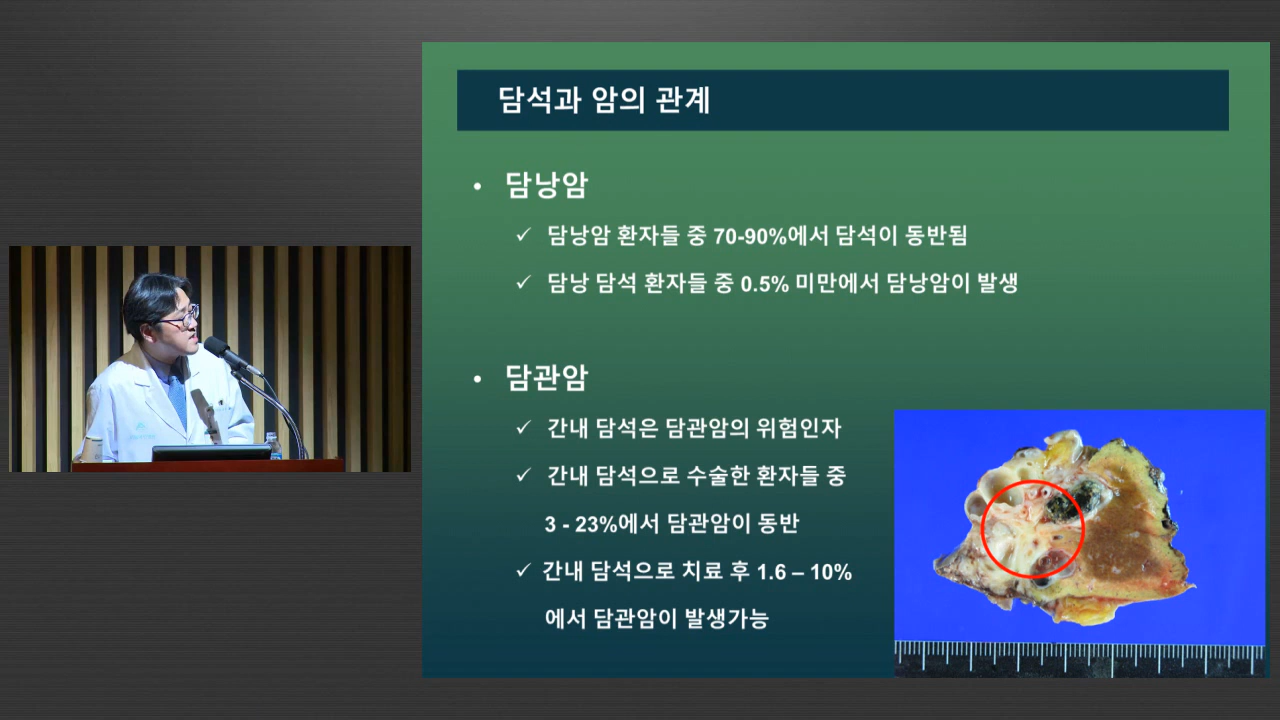 담석과 암의 관계
• 담낭암
✓ 담낭암 환자들 중 70-90%에서 담석이 동반됨
✓ 담낭 담석 환자들 중 0.5% 미만에서 담낭암이 발생
• 담관암
✓ 간내 담석은 담관암의 위험인자
✓ 간내 담석으로 수술한 환자들 중
3 - 23%에서 담관암이 동반
✓ 간내 담석으로 치료 후 1.6 – 10%
에서 담관암이 발생가능